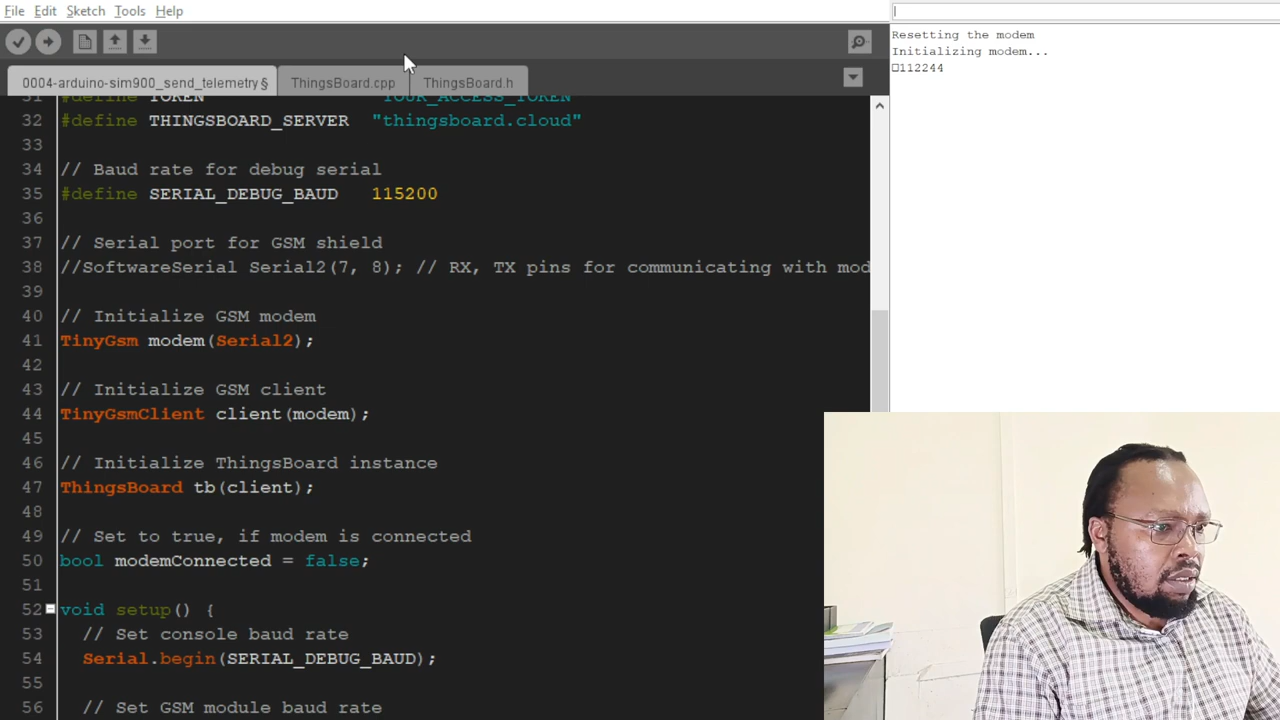 File Edit Sketch Tools Help
0004-arduino-sim900_send_telemetry§ ThingsBoard.cpp ThingsBoard.h
31 #define TOKEN "YOUR_ACCESS_TOKEN"
32 #define THINGSBOARD_SERVER "thingsboard.cloud"
33
34 // Baud rate for debug serial
35 #define SERIAL_DEBUG_BAUD 115200
36
37 // Serial port for GSM shield
38 //SoftwareSerial Serial2(7, 8); // RX, TX pins for communicating with mod
39
40 // Initialize GSM modem
41 TinyGsm modem(Serial2);
42
43 // Initialize GSM client
44 TinyGsmClient client(modem);
45
46 // Initialize ThingsBoard instance
47 ThingsBoard tb(client);
48
49 // Set to true, if modem is connected
50 bool modemConnected = false;
51
52 void setup() {
53 // Set console baud rate
54 Serial.begin(SERIAL_DEBUG_BAUD);
55
56 // Set GSM module baud rate
Resetting the modem
Initializing modem...
112244